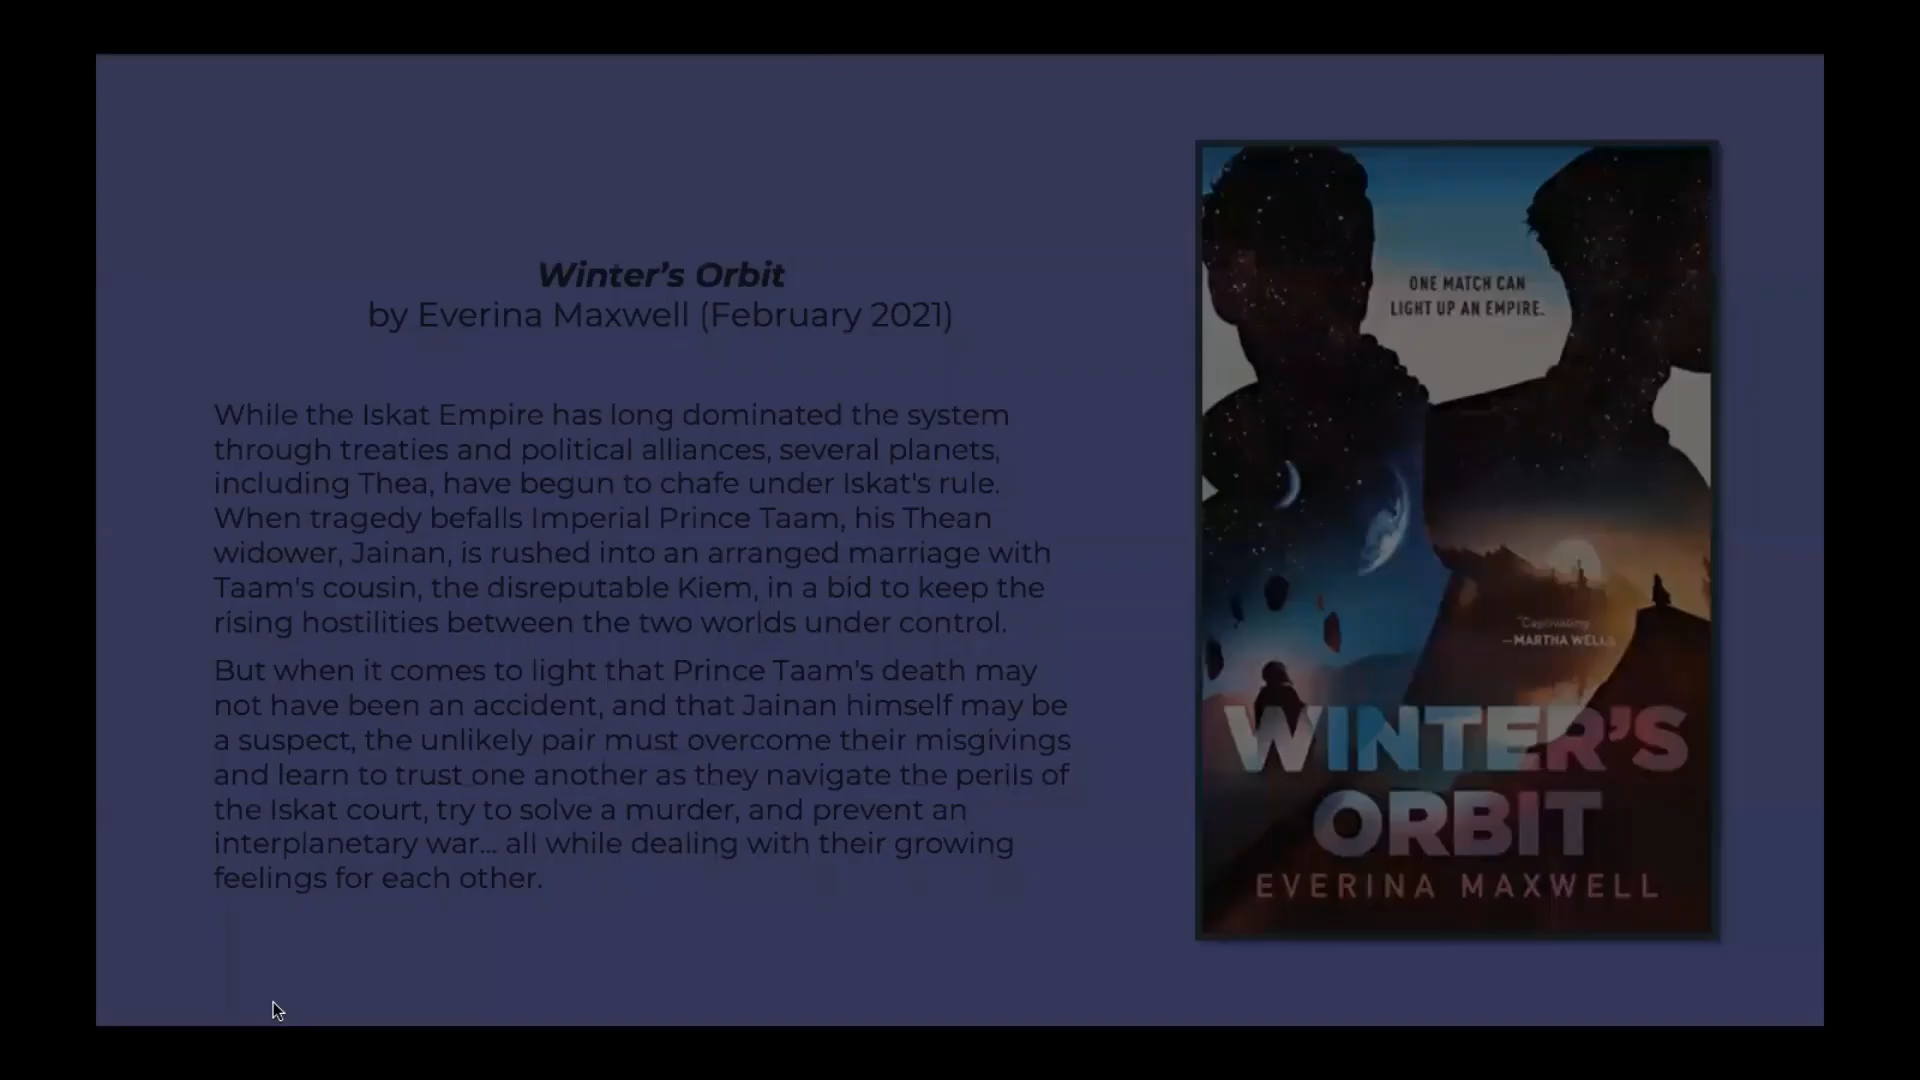 Winter’s Orbit
by Everina Maxwell (February 2021)
While the Iskat Empire has long dominated the system
through treaties and political alliances, several planets,
including Thea, have begun to chafe under Iskat's rule.
When tragedy befalls Imperial Prince Taam, his Thean
widower, Jainan, is rushed into an arranged marriage with
Taam's cousin, the disreputable Kiem, in a bid to keep the
rising hostilities between the two worlds under control.
But when it comes to light that Prince Taam's death may
not have been an accident, and that Jainan himself may be
a suspect, the unlikely pair must overcome their misgivings
and learn to trust one another as they navigate the perils of
the Iskat court, try to solve a murder, and prevent an
interplanetary war... all while dealing with their growing
feelings for each other.
ONE MATCH CAN
LIGHT UP AN EMPIRE.
"Captivating."
—MARTHA WELLS
WINTER’S
ORBIT
EVERINA MAXWELL